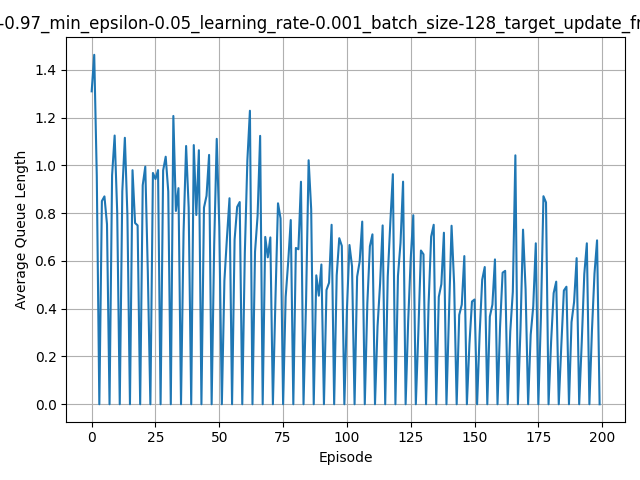 -0.97_min_epsilon-0.05_learning_rate-0.001_batch_size-128_target_update_fr
Average Queue Length
1.4
1.2
1.0
0.8
0.6
0.4
0.2
0.0
0 25 50 75 100 125 150 175 200
Episode